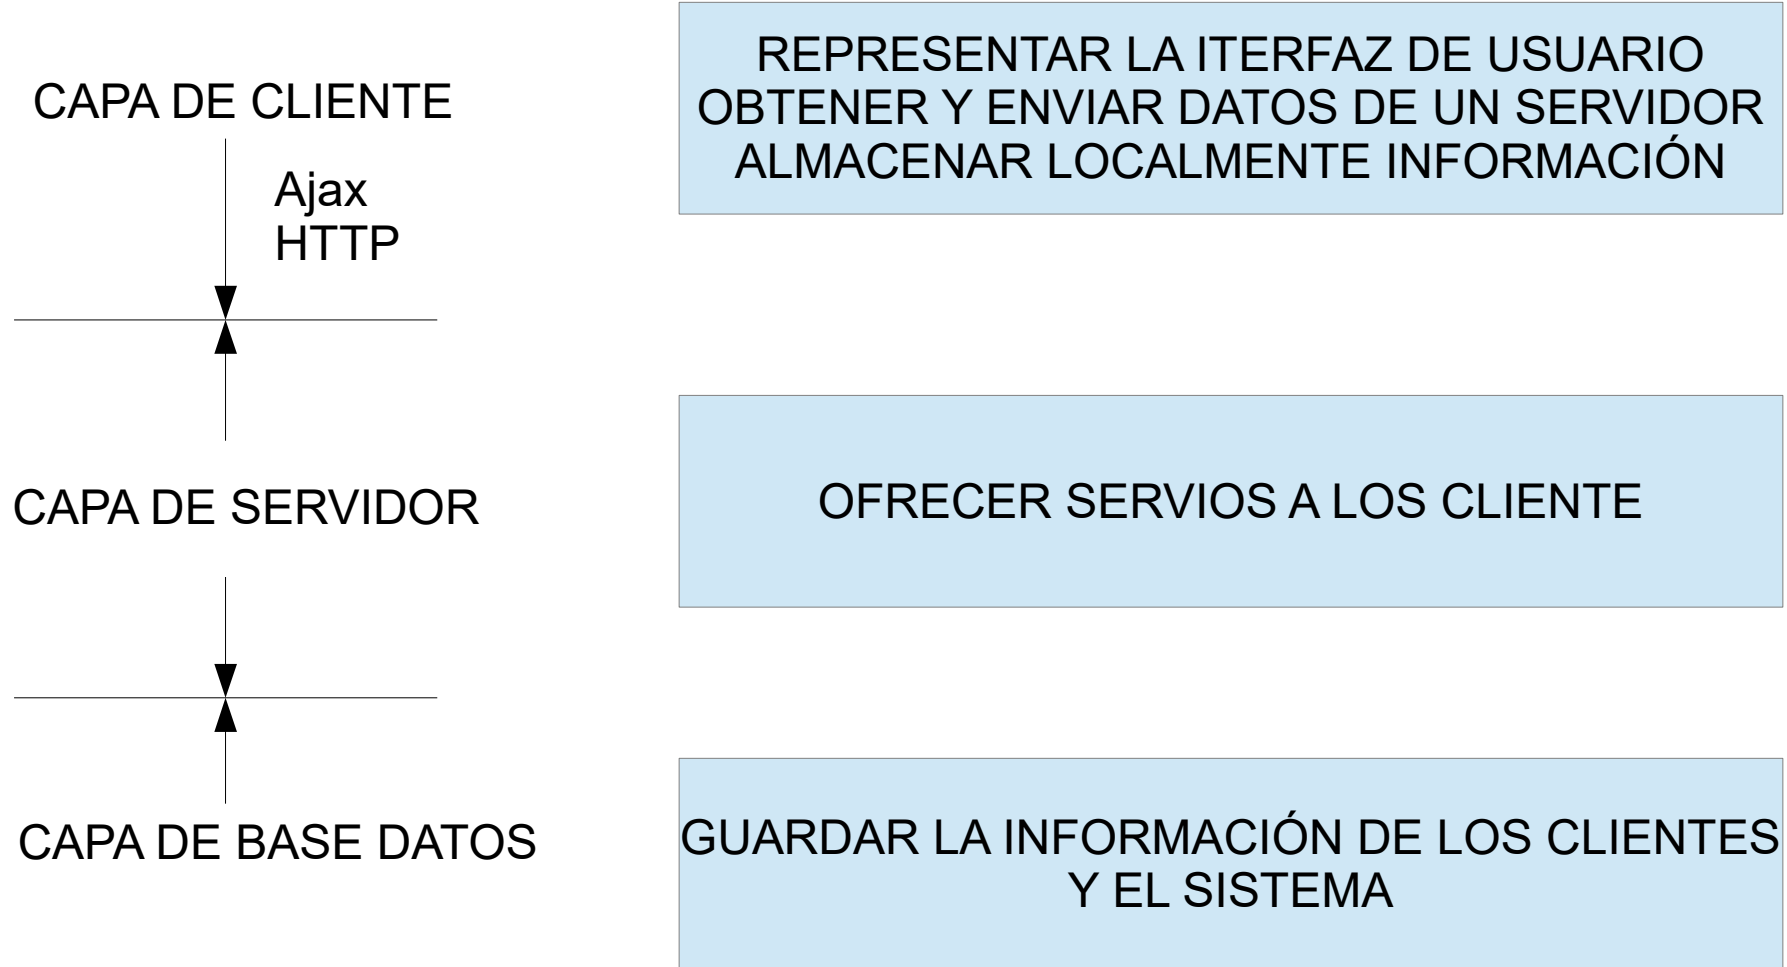 CAPA DE CLIENTE
Ajax
HTTP
REPRESENTAR LA ITERFAZ DE USUARIO
OBTENER Y ENVIAR DATOS DE UN SERVIDOR
ALMACENAR LOCALMENTE INFORMACIÓN
CAPA DE SERVIDOR
OFRECER SERVIOS A LOS CLIENTE
CAPA DE BASE DATOS
GUARDAR LA INFORMACIÓN DE LOS CLIENTES
Y EL SISTEMA